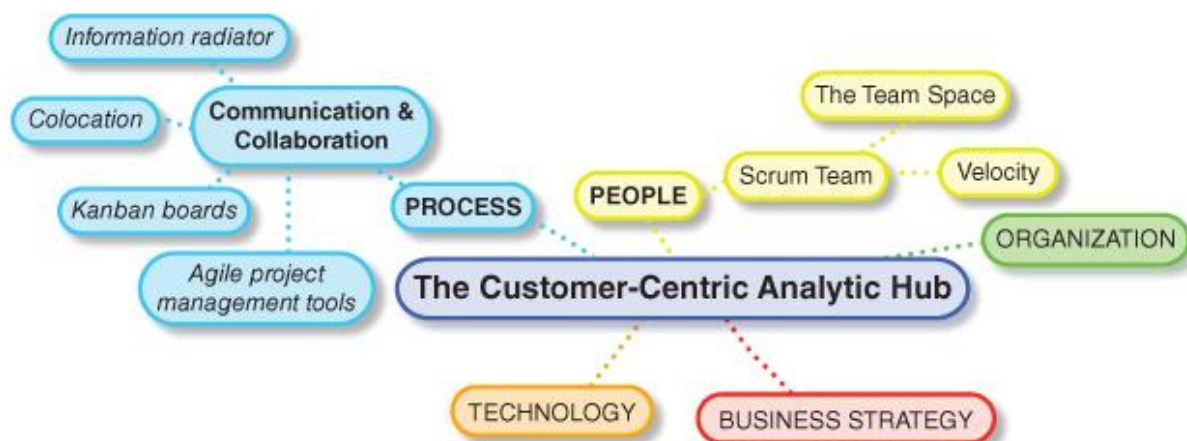 Information radiator
Colocation
Communication &
Collaboration
Kanban boards
Agile project
management tools
PROCESS
PEOPLE
Scrum Team
The Team Space
Velocity
ORGANIZATION
The Customer-Centric Analytic Hub
TECHNOLOGY
BUSINESS STRATEGY